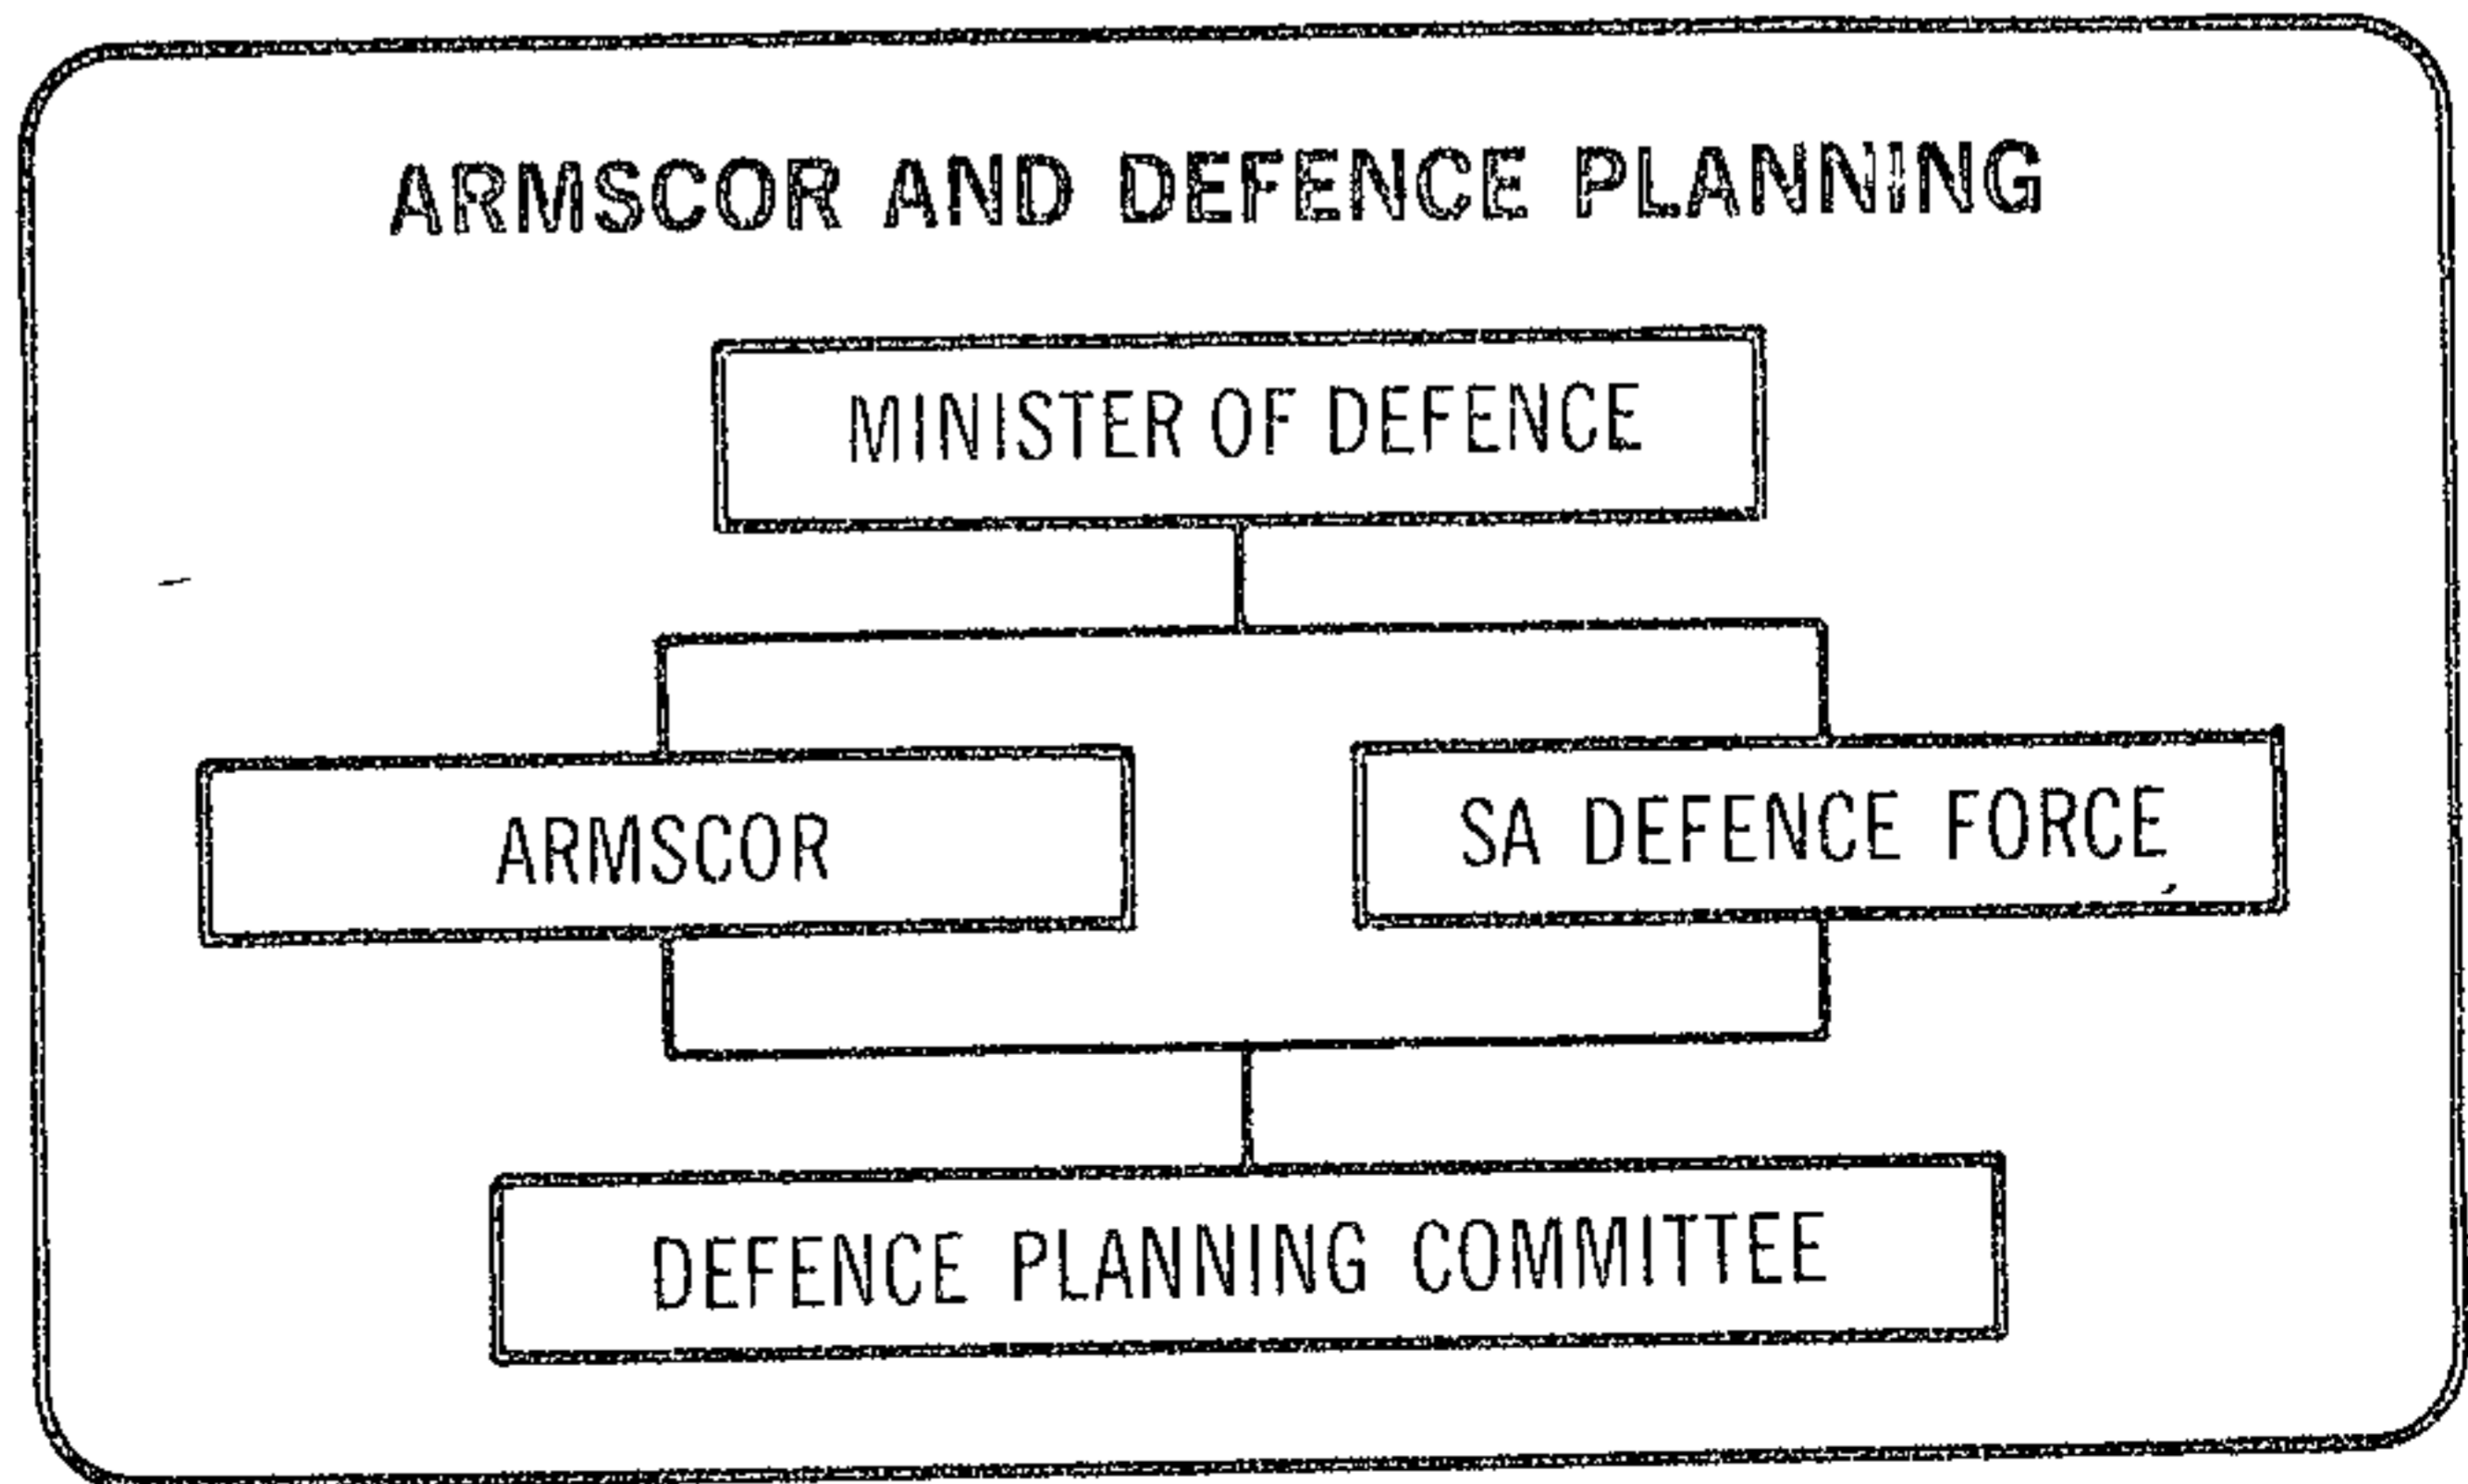 ARMSCOR AND DEFENCE PLANNING
MINISTER OF DEFENCE
ARMSCOR
SA DEFENCE FORCE
DEFENCE PLANNING COMMITTEE